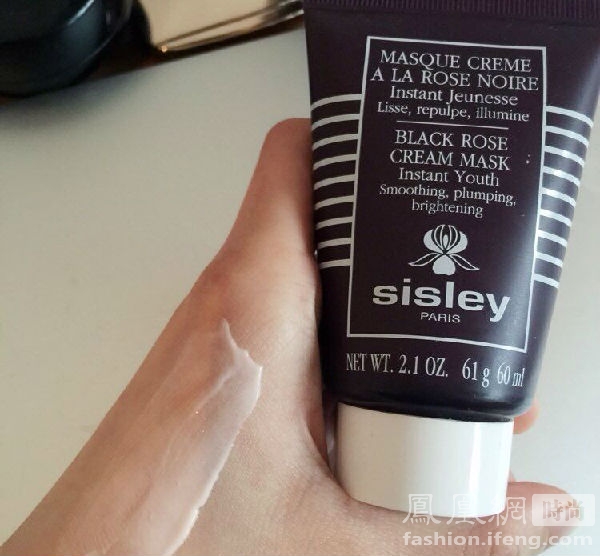 MASQUE CREME
A LA ROSE NOIRE
Instant Jeunesse
Lisse, repulpe, illumine
BLACK ROSE
CREAM MASK
Instant Youth
Smoothing, plumping,
brightening
sisley
PARIS
NET WT. 2.1 OZ. 61 g 60 ml
鳳凰網 時尚
fashion.ifeng.com